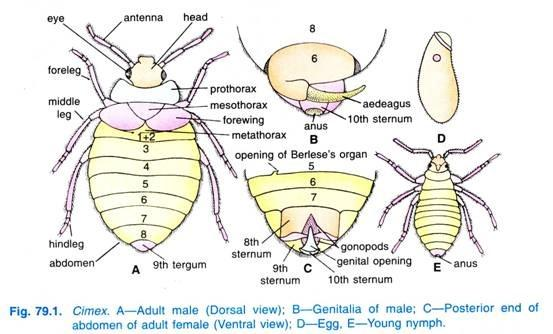 eye
antenna
head
foreleg
prothorax
mesothorax
middle
leg
forewing
metathorax
1+2
3
4
5
6
7
8
hindleg
abdomen
9th tergum
A
8
6
aedeagus
10th sternum
anus
B
opening of Berlese's organ
5
6
7
8th
sternum
9th
sternum
gonopods
genital opening
10th sternum
C
D
anus
E
Fig. 79.1. Cimex. A—Adult male (Dorsal view); B—Genitalia of male; C—Posterior end of
abdomen of adult female (Ventral view); D—Egg, E—Young nymph.